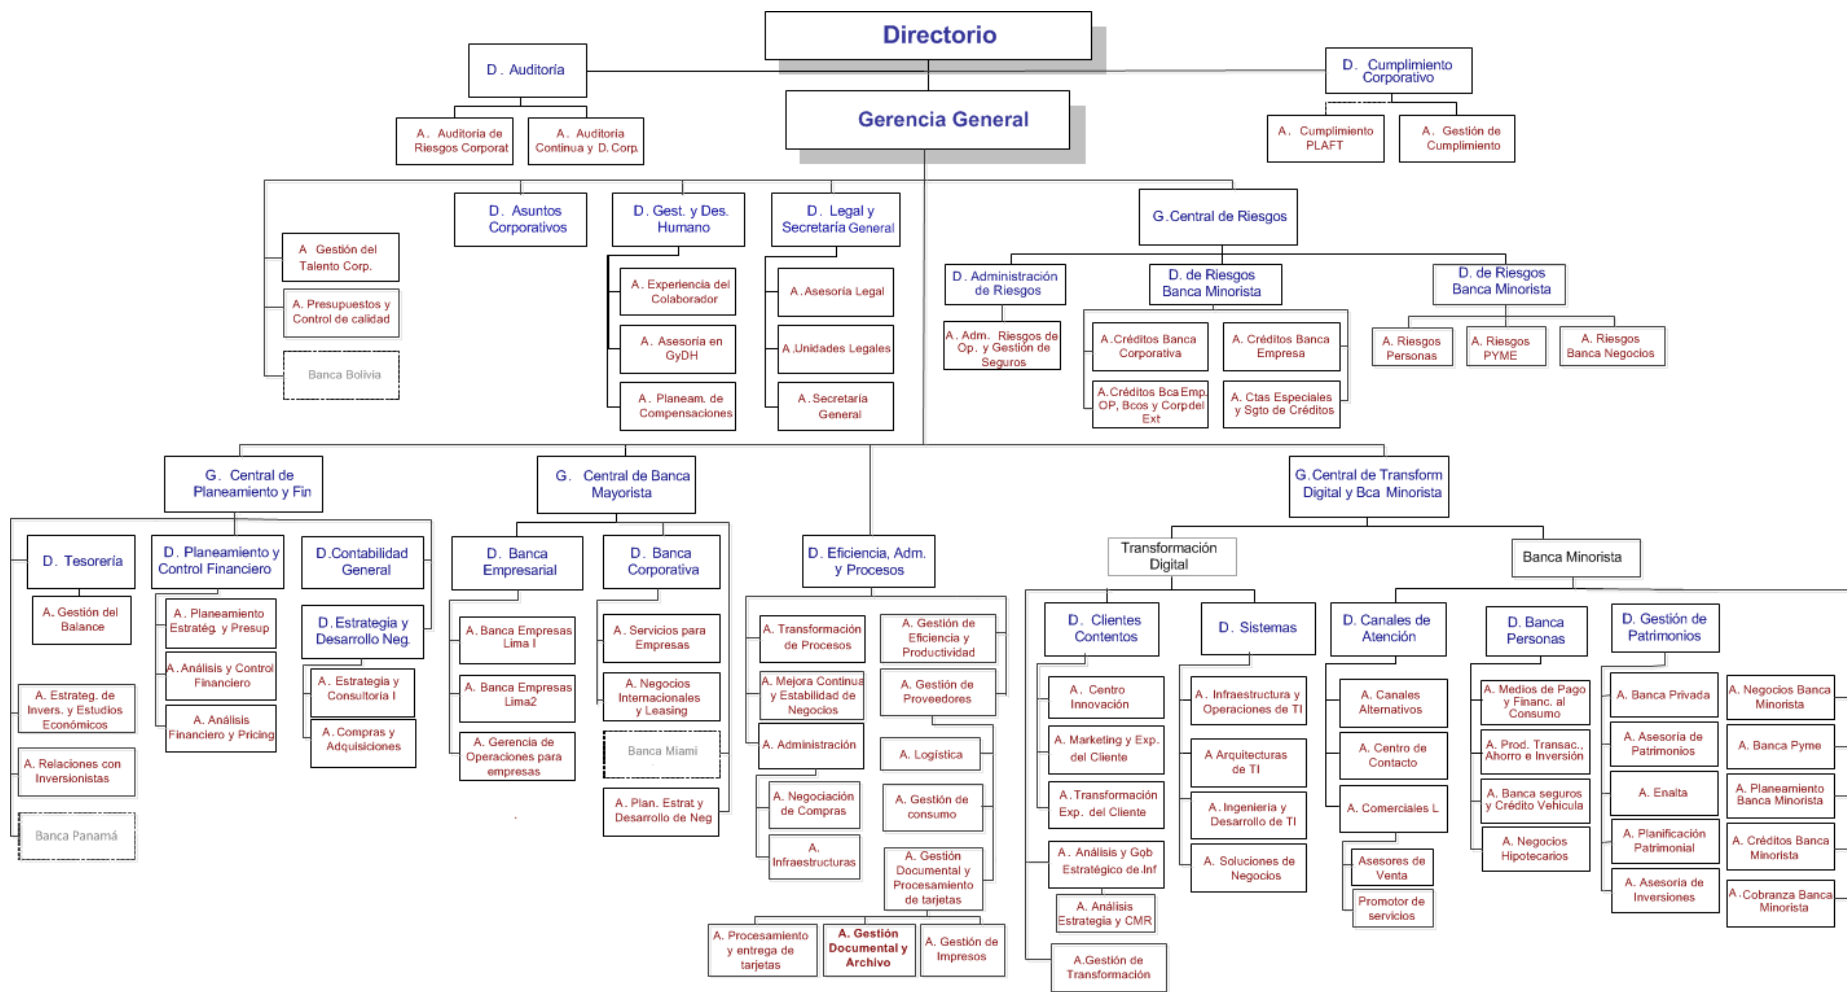 Directorio
D. Auditoría
D. Cumplimiento
Corporativo
Gerencia General
A. Auditoría de
Riesgos Corporat
A. Auditoría
Continua y D. Corp.
A. Cumplimiento
PLAFT
A. Gestión de
Cumplimiento
D. Asuntos
Corporativos
D. Gest. y Des.
Humano
D. Legal y
Secretaría General
G. Central de Riesgos
A Gestión del
Talento Corp.
A. Presupuestos y
Control de calidad
Banca Bolivia
A. Experiencia del
Colaborador
A. Asesoría en
GyDH
A. Planeam. de
Compensaciones
A. Asesoría Legal
A. Unidades Legales
A. Secretaría
General
D. Administración
de Riesgos
D. de Riesgos
Banca Minorista
D. de Riesgos
Banca Minorista
A. Adm. Riesgos de
Op. y Gestión de
Seguros
A. Créditos Banca
Corporativa
A. Créditos Banca
Empresa
A. Créditos Bca Emp.
OP, Bcos y Corp del
Ext
A. Ctas Especiales
y Sgto de Créditos
A. Riesgos
Personas
A. Riesgos
PYME
A. Riesgos
Banca Negocios
G. Central de
Planeamiento y Fin
G. Central de Banca
Mayorista
G. Central de Transform
Digital y Bca Minorista
D. Tesorería
D. Planeamiento y
Control Financiero
D. Contabilidad
General
D. Banca
Empresarial
D. Banca
Corporativa
D. Eficiencia, Adm.
y Procesos
Transformación
Digital
Banca Minorista
A. Gestión del
Balance
A. Estrateg. de
Invers. y Estudios
Económicos
A. Relaciones con
Inversionistas
Banca Panamá
A. Planeamiento
Estratég. y Presup
A. Análisis y Control
Financiero
A. Análisis
Financiero y Pricing
D. Estrategia y
Desarrollo Neg.
A. Estrategia y
Consultoría I
A. Compras y
Adquisiciones
A. Banca Empresas
Lima I
A. Banca Empresas
Lima2
A. Gerencia de
Operaciones para
empresas
A. Servicios para
Empresas
A. Negocios
Internacionales
y Leasing
Banca Miami
A. Plan. Estrat y
Desarrollo de Neg
A. Transformación
de Procesos
A. Mejora Continua
y Estabilidad de
Negocios
A. Administración
A. Negociación
de Compras
A.
Infraestructuras
A. Gestión de
Eficiencia y
Productividad
A. Gestión de
Proveedores
A. Logística
A. Gestión de
consumo
A. Gestión
Documental y
Procesamiento
de tarjetas
A. Procesamiento
y entrega de
tarjetas
A. Gestión
Documental y
Archivo
A. Gestión de
Impresos
D. Clientes
Contentos
D. Sistemas
A. Centro
Innovación
A. Marketing y Exp.
del Cliente
A. Transformación
Exp. del Cliente
A. Análisis y Gob
Estratégico de.Inf
A. Análisis
Estrategia y CMR
A.Gestión de
Transformación
A. Infraestructura y
Operaciones de TI
A Arquitecturas
de TI
A. Ingeniería y
Desarrollo de TI
A. Soluciones de
Negocios
D. Canales de
Atención
D. Banca
Personas
D. Gestión de
Patrimonios
A. Canales
Alternativos
A. Centro de
Contacto
A. Comerciales L
Asesores de
Venta
Promotor de
servicios
A. Medios de Pago
y Financ. al
Consumo
A. Prod. Transac.,
Ahorro e Inversión
A. Banca seguros
y Crédito Vehicula
A. Negocios
Hipotecarios
A. Banca Privada
A. Asesoría de
Patrimonios
A. Enalta
A. Planificación
Patrimonial
A. Asesoría de
Inversiones
A. Negocios Banca
Minorista
A. Banca Pyme
A. Planeamiento
Banca Minorista
A. Créditos Banca
Minorista
A. Cobranza Banca
Minorista